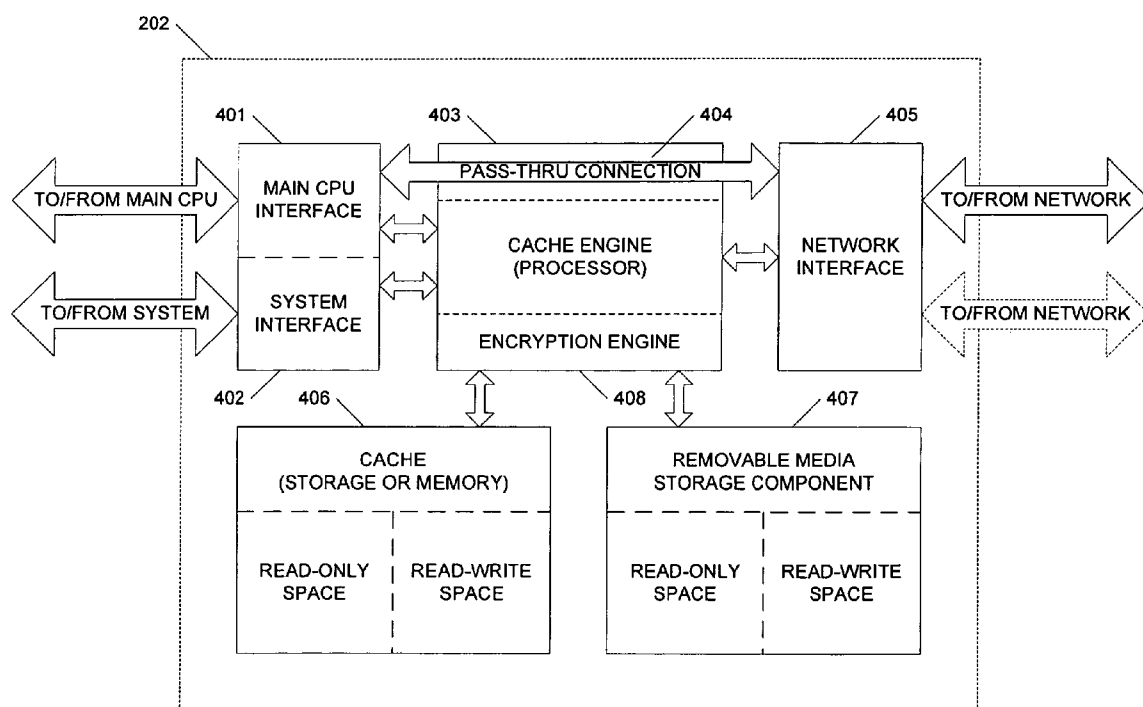 202
401
403
404
405
TO/FROM MAIN CPU
MAIN CPU
INTERFACE
PASS-THRU CONNECTION
TO/FROM NETWORK
CACHE ENGINE
(PROCESSOR)
NETWORK
INTERFACE
TO/FROM SYSTEM
SYSTEM
INTERFACE
TO/FROM NETWORK
ENCRYPTION ENGINE
402
406
408
407
CACHE
(STORAGE OR MEMORY)
REMOVABLE MEDIA
STORAGE COMPONENT
READ-ONLY
SPACE
READ-WRITE
SPACE
READ-ONLY
SPACE
READ-WRITE
SPACE